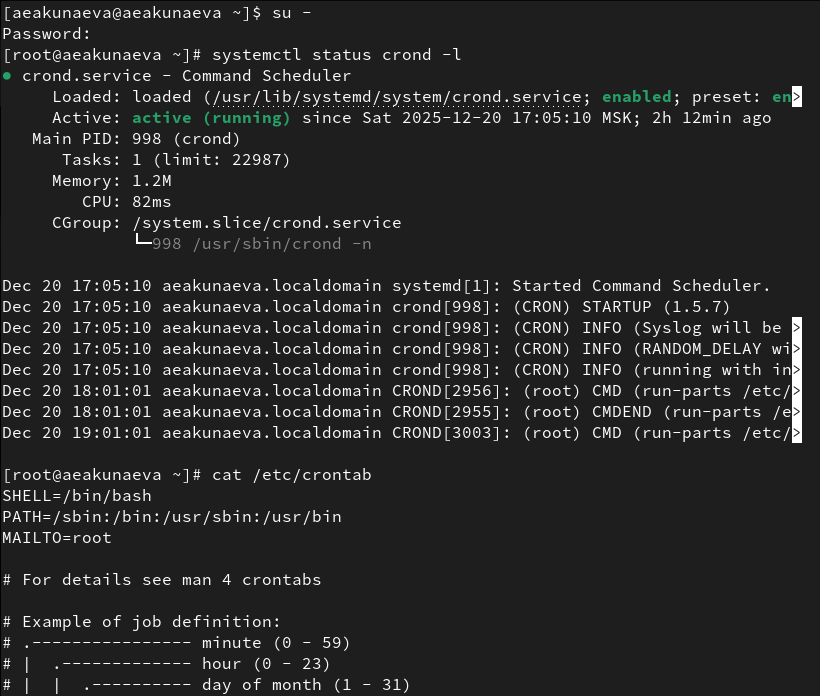 [aeakunaeva@aeakunaeva ~]$ su -
Password:
[root@aeakunaeva ~]# systemctl status crond -l
● crond.service - Command Scheduler
     Loaded: loaded (/usr/lib/systemd/system/crond.service; enabled; preset: en>
     Active: active (running) since Sat 2025-12-20 17:05:10 MSK; 2h 12min ago
   Main PID: 998 (crond)
      Tasks: 1 (limit: 22987)
     Memory: 1.2M
        CPU: 82ms
     CGroup: /system.slice/crond.service
             └─998 /usr/sbin/crond -n

Dec 20 17:05:10 aeakunaeva.localdomain systemd[1]: Started Command Scheduler.
Dec 20 17:05:10 aeakunaeva.localdomain crond[998]: (CRON) STARTUP (1.5.7)
Dec 20 17:05:10 aeakunaeva.localdomain crond[998]: (CRON) INFO (Syslog will be >
Dec 20 17:05:10 aeakunaeva.localdomain crond[998]: (CRON) INFO (RANDOM_DELAY wi>
Dec 20 17:05:10 aeakunaeva.localdomain crond[998]: (CRON) INFO (running with in>
Dec 20 18:01:01 aeakunaeva.localdomain CROND[2956]: (root) CMD (run-parts /etc/>
Dec 20 18:01:01 aeakunaeva.localdomain CROND[2955]: (root) CMDEND (run-parts /e>
Dec 20 19:01:01 aeakunaeva.localdomain CROND[3003]: (root) CMD (run-parts /etc/>

[root@aeakunaeva ~]# cat /etc/crontab
SHELL=/bin/bash
PATH=/sbin:/bin:/usr/sbin:/usr/bin
MAILTO=root

# For details see man 4 crontabs

# Example of job definition:
# .---------------- minute (0 - 59)
# |  .------------- hour (0 - 23)
# |  |  .---------- day of month (1 - 31)